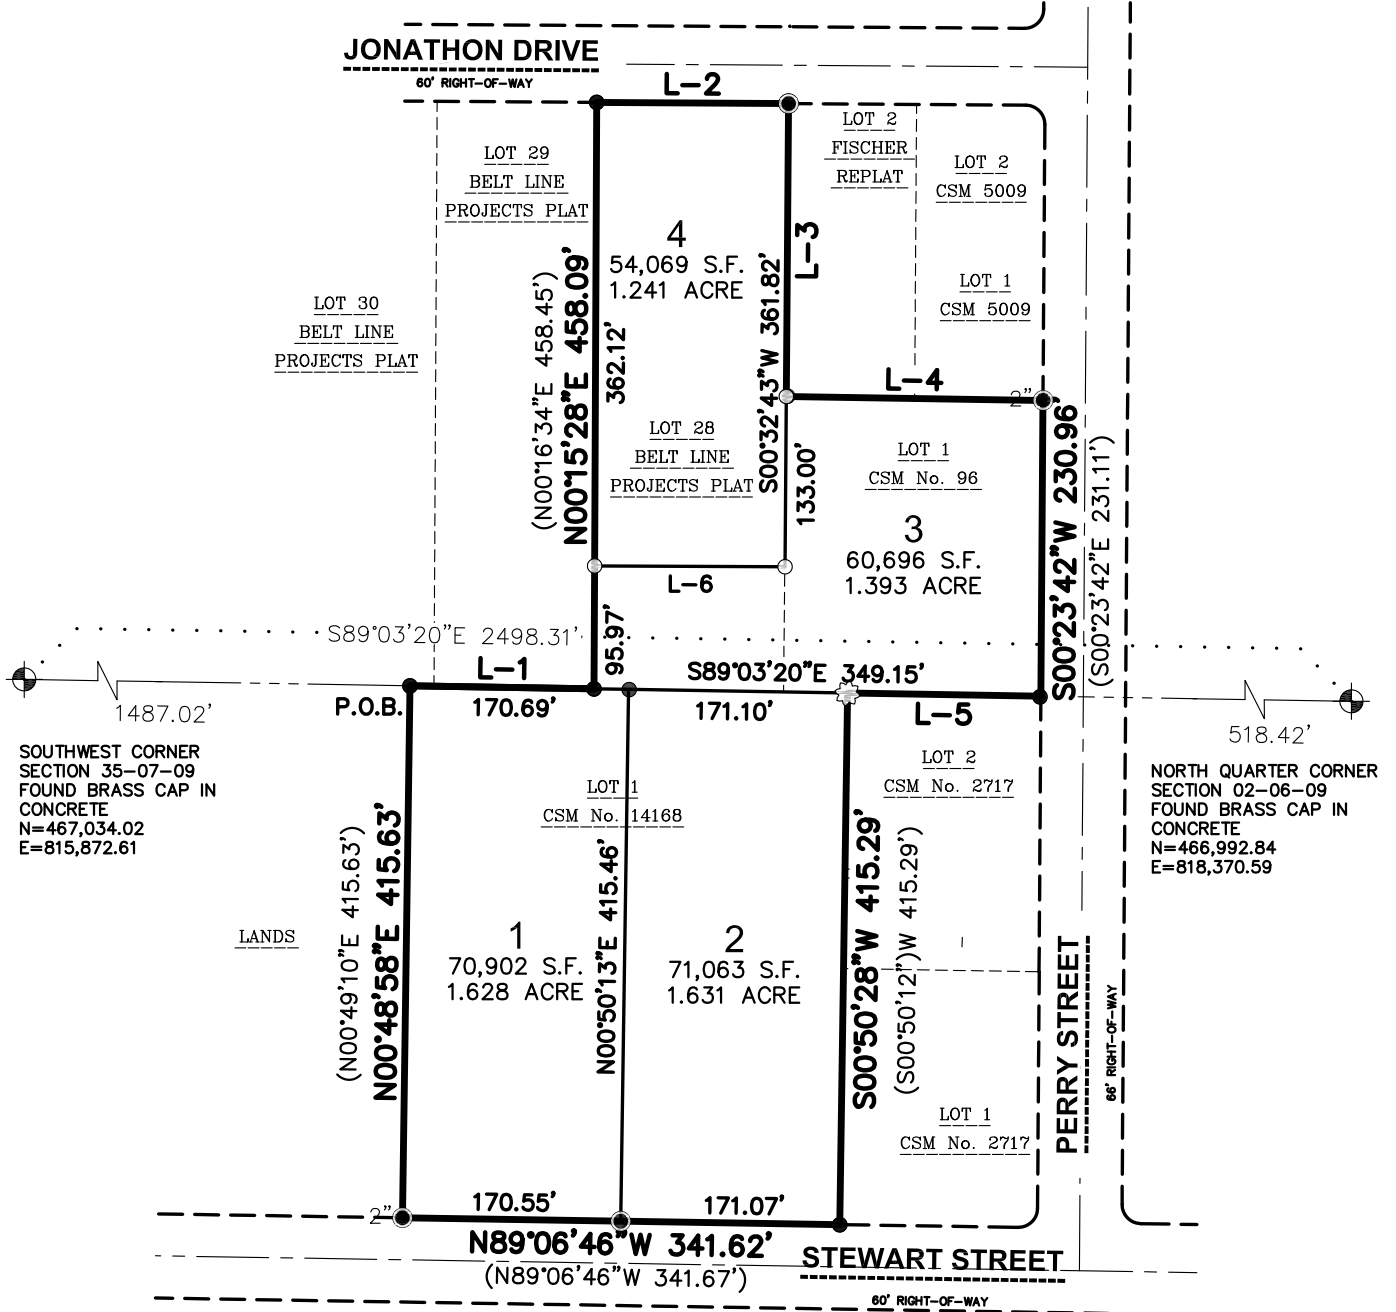 JONATHON DRIVE
60' RIGHT-OF-WAY
L-2
LOT 2
FISCHER
REPLAT
LOT 2
CSM 5009
LOT 29
BELT LINE
PROJECTS PLAT
4
54,069 S.F.
1.241 ACRE
L-3
S00°32'43"W 361.82'
LOT 1
CSM 5009
LOT 30
BELT LINE
PROJECTS PLAT
(N00°16'34"E 458.45')
N00°15'28"E 458.09'
362.12'
L-4
2"
LOT 28
BELT LINE
PROJECTS PLAT
133.00'
LOT 1
CSM No. 96
3
60,696 S.F.
1.393 ACRE
S00°23'42"W 230.96
(S00°23'42"E 231.11')
L-6
95.97'
S89°03'20"E 2498.31'
L-1
S89°03'20"E 349.15'
P.O.B.
170.69'
171.10'
L-5
1487.02'
518.42'
SOUTHWEST CORNER
SECTION 35-07-09
FOUND BRASS CAP IN
CONCRETE
N=467,034.02
E=815,872.61
NORTH QUARTER CORNER
SECTION 02-06-09
FOUND BRASS CAP IN
CONCRETE
N=466,992.84
E=818,370.59
LOT 1
CSM No. 14168
LOT 2
CSM No. 2717
(N00°49'10"E 415.63')
N00°48'58"E 415.63'
N00°50'13"E 415.46'
S00°50'28"W 415.29'
(S00°50'12")W 415.29')
LANDS
1
70,902 S.F.
1.628 ACRE
2
71,063 S.F.
1.631 ACRE
PERRY STREET
66' RIGHT-OF-WAY
LOT 1
CSM No. 2717
2"
170.55'
171.07'
N89°06'46"W 341.62'
(N89°06'46"W 341.67')
STEWART STREET
60' RIGHT-OF-WAY